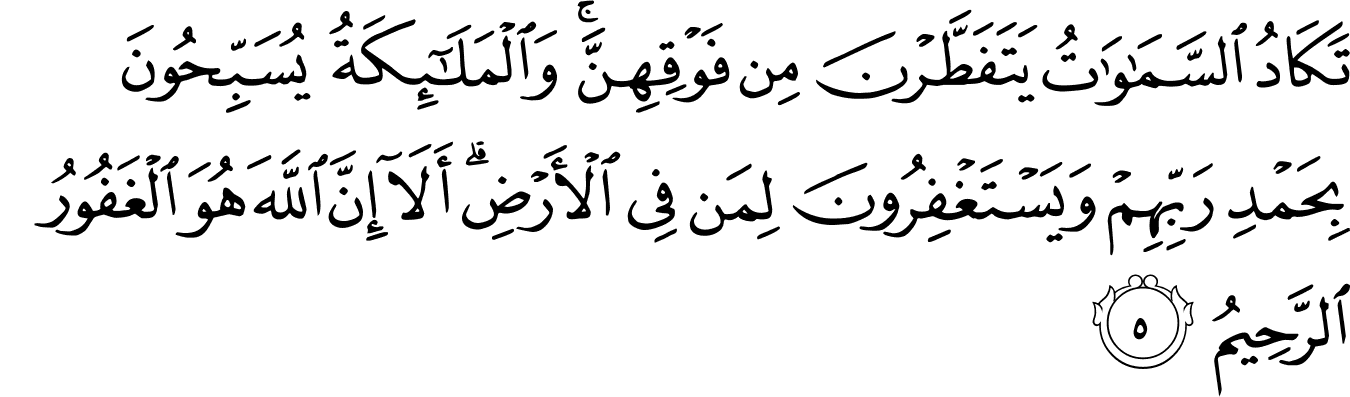 تَكَادُ ٱلسَّمَـٰوَٰتُ يَتَفَطَّرْنَ مِن فَوْقِهِنَّ ۚ وَٱلْمَلَـٰٓئِكَةُ يُسَبِّحُونَ
بِحَمْدِ رَبِّهِمْ وَيَسْتَغْفِرُونَ لِمَن فِى ٱلْأَرْضِ ۗ أَلَآ إِنَّ ٱللَّهَ هُوَ ٱلْغَفُورُ
ٱلرَّحِيمُ ٥